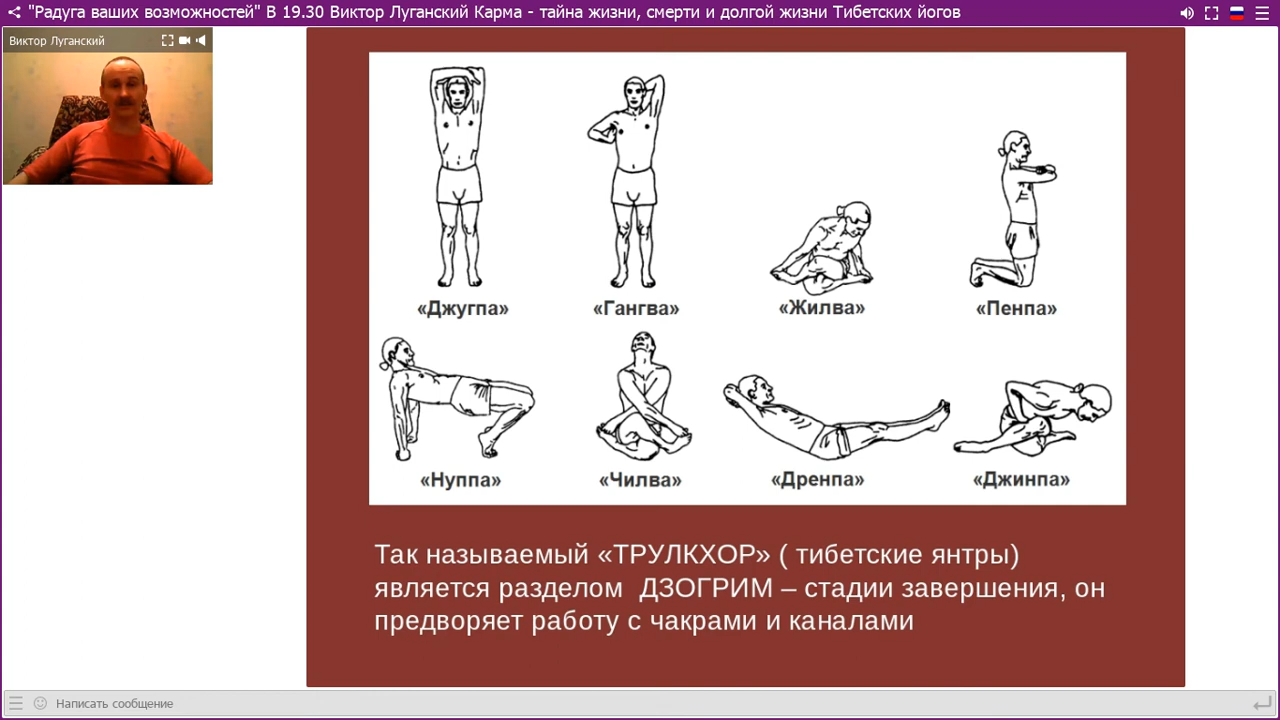 "Радуга ваших возможностей" В 19.30 Виктор Луганский Карма - тайна жизни, смерти и долгой жизни Тибетских йогов
Виктор Луганский
«Джугпа» «Гангва» «Жилва» «Пенпа»
«Нуппа» «Чилва» «Дренпа» «Джинпа»
Так называемый «ТРУЛКХОР» ( тибетские янтры)
является разделом ДЗОГРИМ – стадии завершения, он
предворяет работу с чакрами и каналами
Написать сообщение